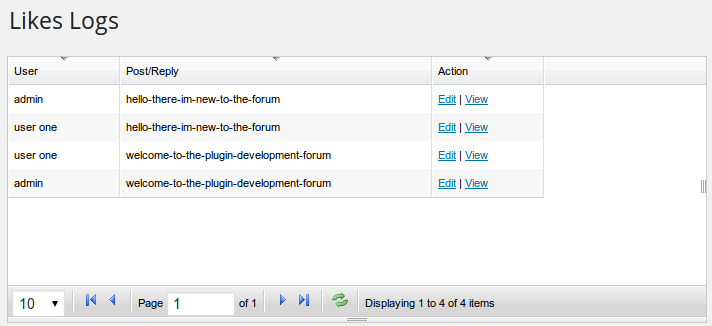 Likes Logs
User Post/Reply Action
admin hello-there-im-new-to-the-forum Edit | View
user one hello-there-im-new-to-the-forum Edit | View
user one welcome-to-the-plugin-development-forum Edit | View
admin welcome-to-the-plugin-development-forum Edit | View
10 Page 1 of 1 Displaying 1 to 4 of 4 items